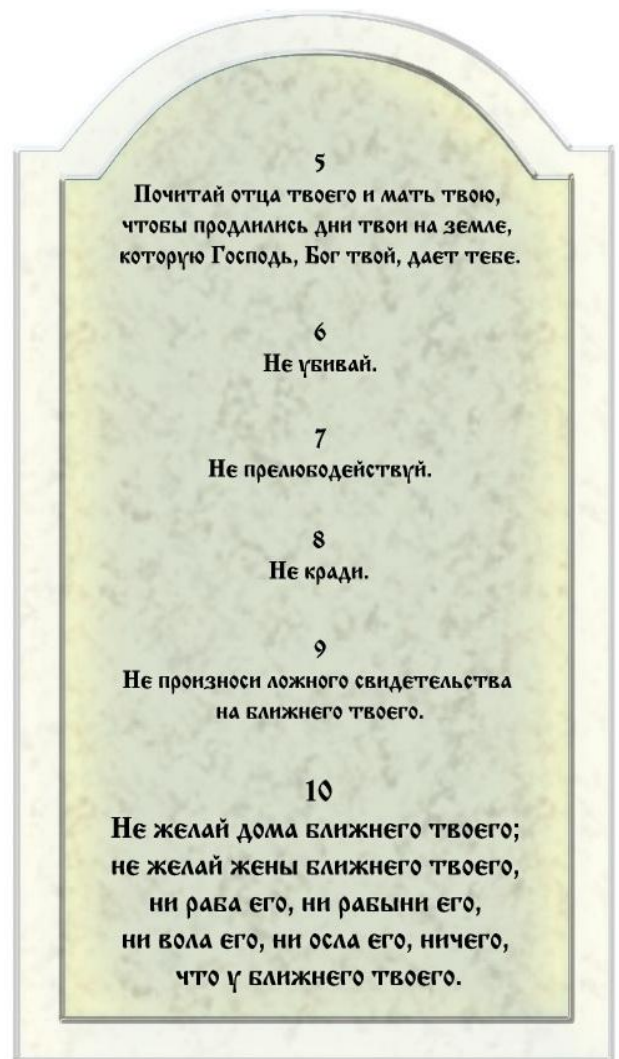 5
Почитай отца твоего и мать твою,
чтобы продлились дни твои на земле,
которую Господь, Бог твой, дает тебе.
6
Не убивай.
7
Не прелюбодействуй.
8
Не кради.
9
Не произноси ложного свидетельства
на ближнего твоего.
10
Не желай дома ближнего твоего;
не желай жены ближнего твоего,
ни раба его, ни рабыни его,
ни вола его, ни осла его, ничего,
что у ближнего твоего.